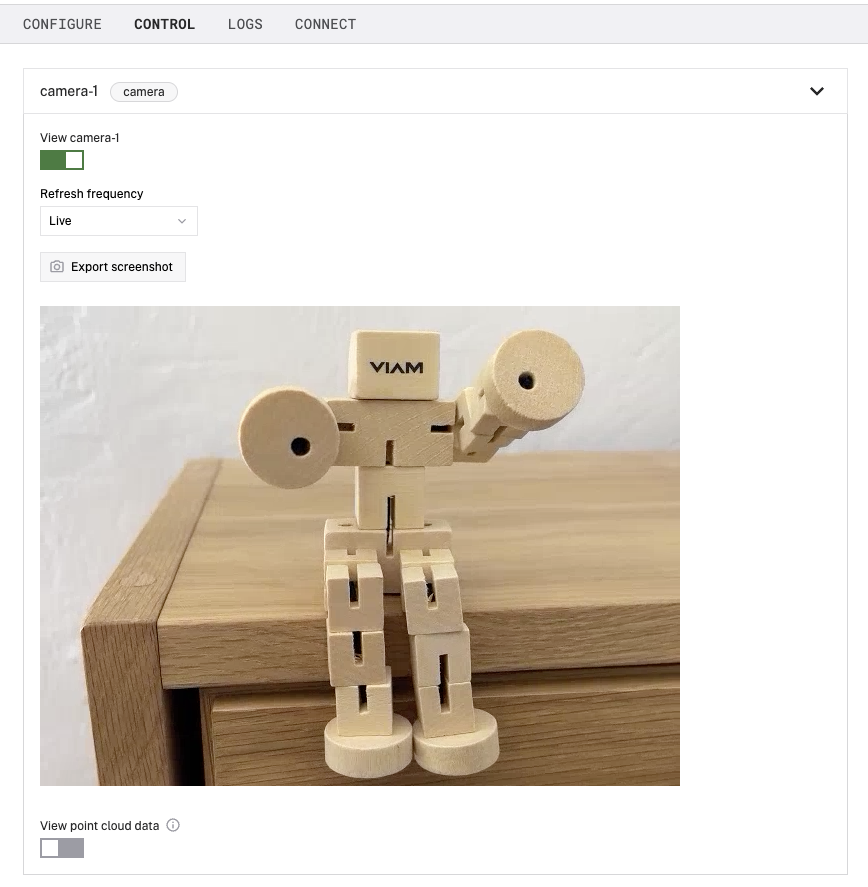 CONFIGURE CONTROL LOGS CONNECT
camera-1 camera
View camera-1
Refresh frequency
Live
Export screenshot
VIAM
View point cloud data